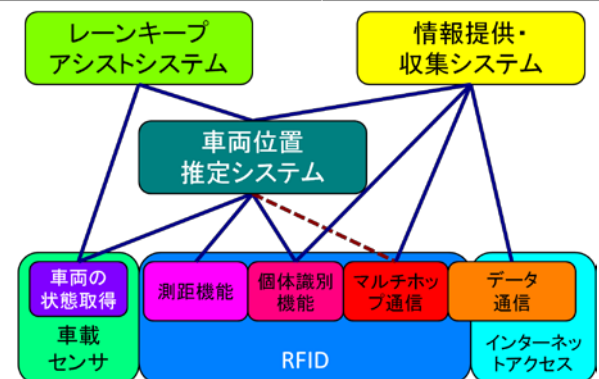 レーンキープ
アシストシステム
情報提供・
収集システム
車両位置
推定システム
車両の
状態取得
測距機能
個体識別
機能
マルチホッ
プ通信
データ
通信
車載
センサ
RFID
インターネッ
トアクセス